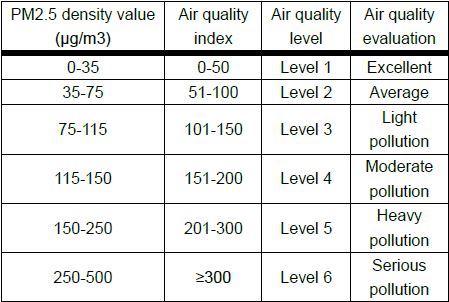 PM2.5 density value (μg/m3) | Air quality index | Air quality level | Air quality evaluation
0-35 | 0-50 | Level 1 | Excellent
35-75 | 51-100 | Level 2 | Average
75-115 | 101-150 | Level 3 | Light pollution
115-150 | 151-200 | Level 4 | Moderate pollution
150-250 | 201-300 | Level 5 | Heavy pollution
250-500 | ≥300 | Level 6 | Serious pollution